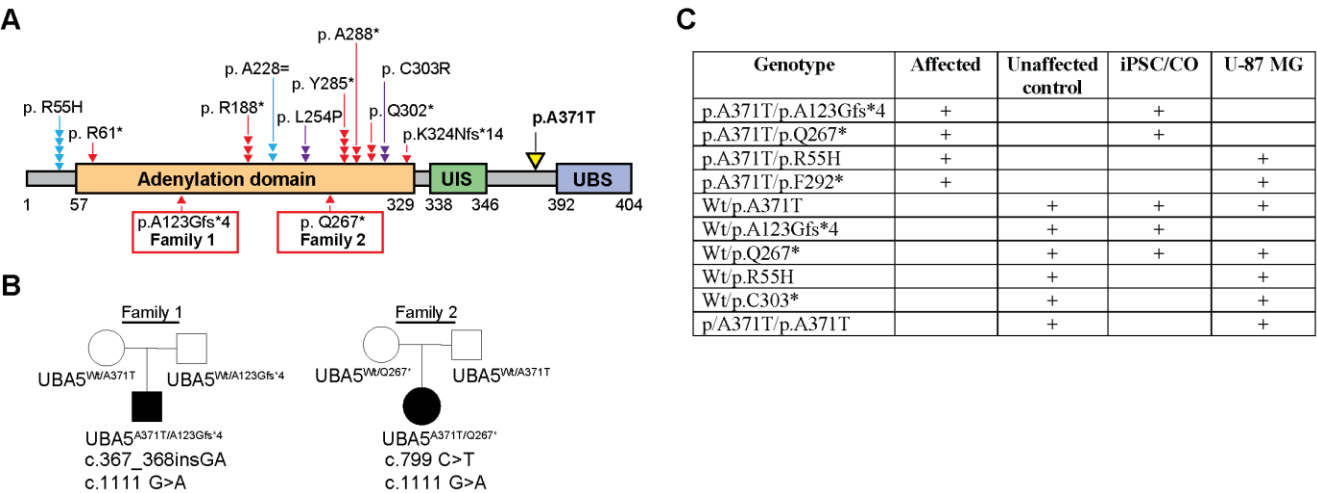 A
p. A288*
p. A228=
p. Y285*
p. C303R
p. R55H
p. R188*
p. L254P
p. Q302*
p. R61*
p.K324Nfs*14
p.A371T
Adenylation domain
UIS
UBS
1
57
329
338
346
392
404
p.A123Gfs*4
Family 1
p. Q267*
Family 2
B
Family 1
UBA5Wt/A371T
UBA5Wt/A123Gfs*4
UBA5A371T/A123Gfs*4
c.367_368insGA
c.1111 G>A
Family 2
UBA5Wt/Q267*
UBA5Wt/A371T
UBA5A371T/Q267*
c.799 C>T
c.1111 G>A
C
Genotype Affected Unaffected control iPSC/CO U-87 MG
p.A371T/p.A123Gfs*4 + +
p.A371T/p.Q267* + +
p.A371T/p.R55H + +
p.A371T/p.F292* + +
Wt/p.A371T + + +
Wt/p.A123Gfs*4 + +
Wt/p.Q267* + + +
Wt/p.R55H + +
Wt/p.C303* + +
p/A371T/p.A371T + +